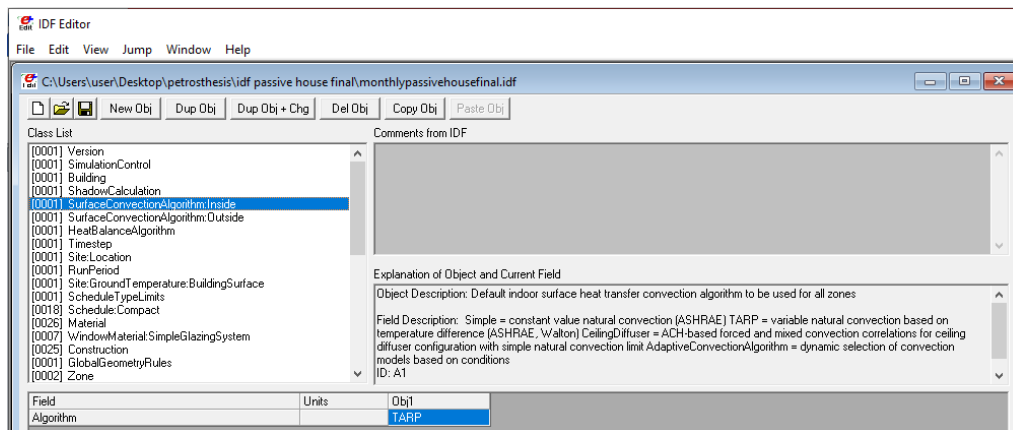 IDF Editor
File Edit View Jump Window Help
C:\Users\user\Desktop\petrosthesis\idf passive house final\monthlypassivehousefinal.idf
New Obj Dup Obj Dup Obj + Chg Del Obj Copy Obj Paste Obj
Class List
[0001] Version
[0001] SimulationControl
[0001] Building
[0001] ShadowCalculation
[0001] SurfaceConvectionAlgorithm:Inside
[0001] SurfaceConvectionAlgorithm:Outside
[0001] HeatBalanceAlgorithm
[0001] Timestep
[0001] Site:Location
[0001] RunPeriod
[0001] Site:GroundTemperature:BuildingSurface
[0001] ScheduleTypeLimits
[0018] Schedule:Compact
[0026] Material
[0007] WindowMaterial:SimpleGlazingSystem
[0025] Construction
[0001] GlobalGeometryRules
[0002] Zone
Comments from IDF
Explanation of Object and Current Field
Object Description: Default indoor surface heat transfer convection algorithm to be used for all zones
Field Description: Simple = constant value natural convection (ASHRAE) TARP = variable natural convection based on
temperature difference (ASHRAE, Walton) CeilingDiffuser = ACH-based forced and mixed convection correlations for ceiling
diffuser configuration with simple natural convection limit AdaptiveConvectionAlgorithm = dynamic selection of convection
models based on conditions
ID: A1
Field Units Obj1
Algorithm TARP